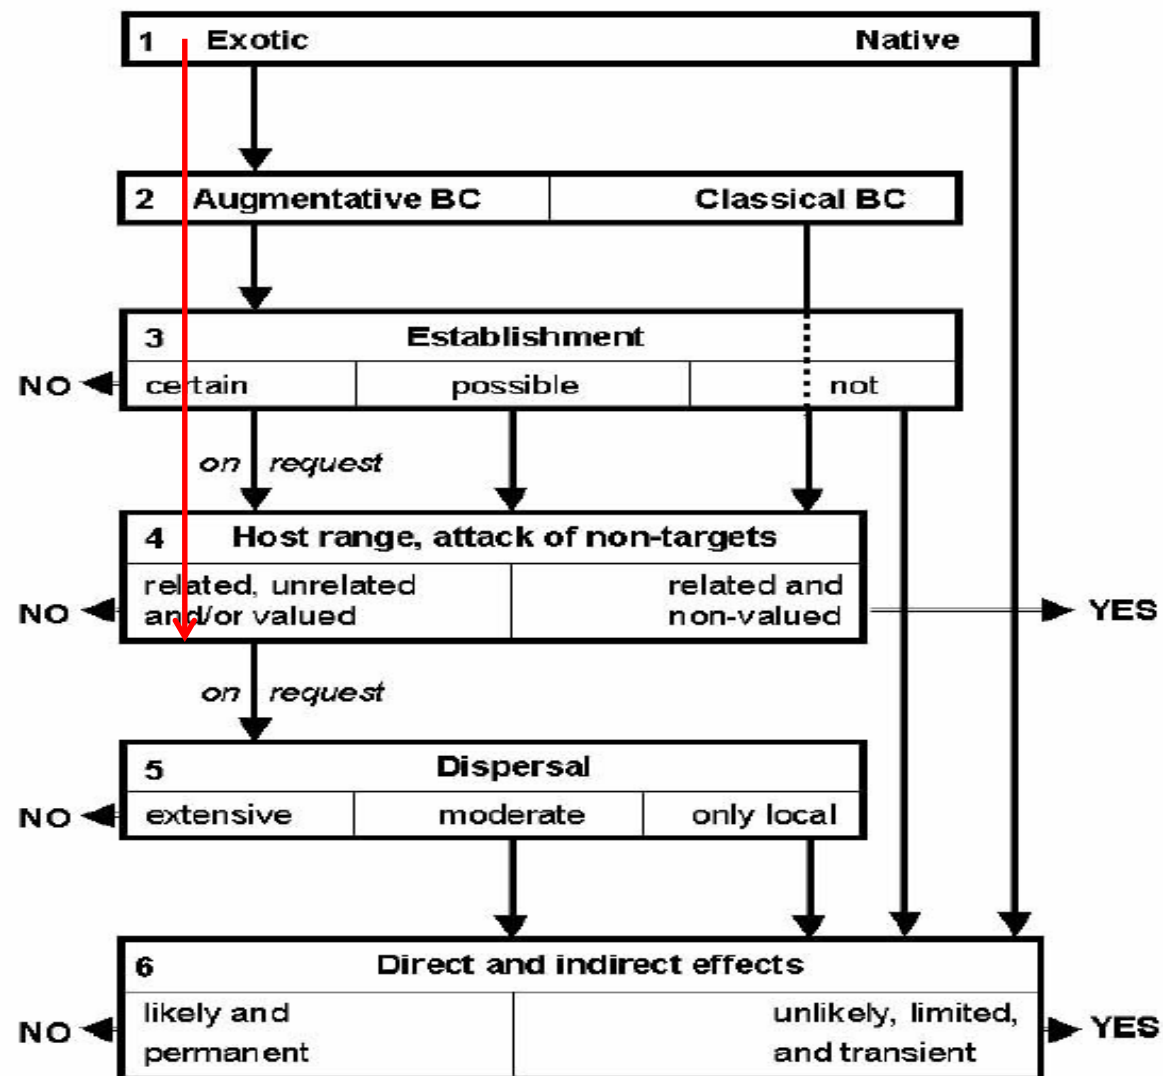 1 Exotic Native
2 Augmentative BC Classical BC
3 Establishment
NO certain possible not
on request
4 Host range, attack of non-targets
related, unrelated related and
NO and/or valued non-valued YES
on request
5 Dispersal
NO extensive moderate only local
6 Direct and indirect effects
likely and unlikely, limited,
NO permanent and transient YES